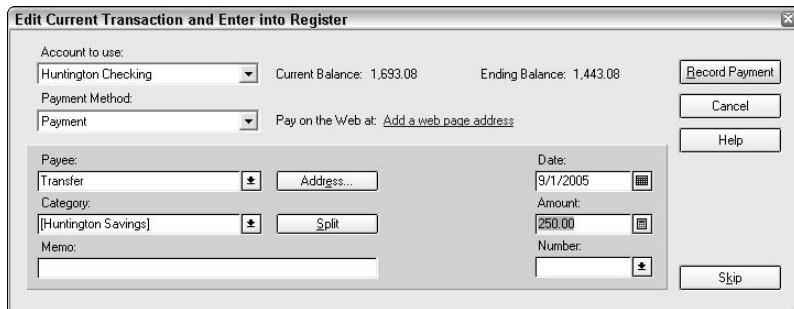 Edit Current Transaction and Enter into Register
Account to use:
Huntington Checking Current Balance: 1,693.08 Ending Balance: 1,443.08 Record Payment
Payment Method: Cancel
Payment Pay on the Web at: Add a web page address
Help
Payee: Date:
Transfer Address... 9/1/2005
Category: Amount:
[Huntington Savings] Split 250.00
Memo: Number:
Skip